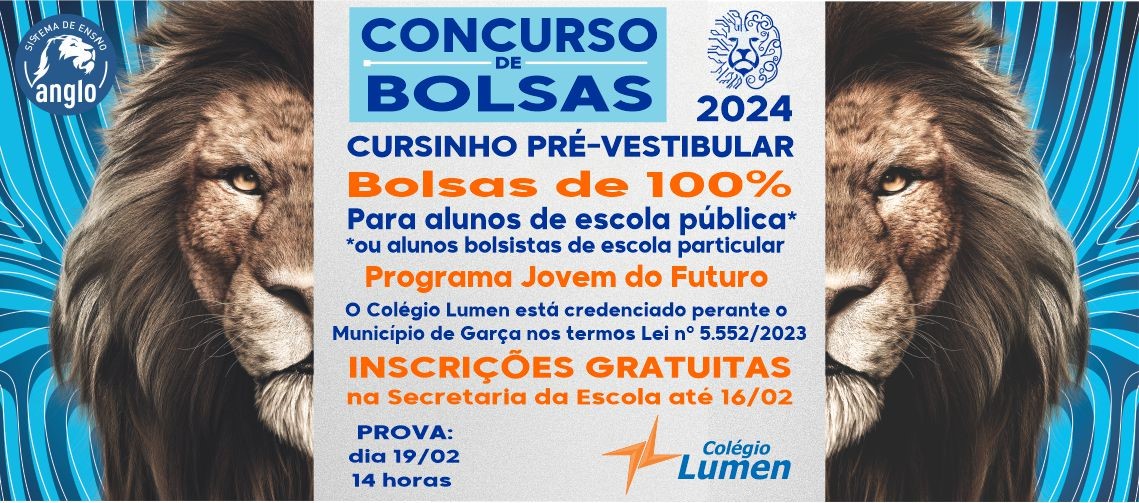 SISTEMA DE ENSINO
anglo
CONCURSO
DE
BOLSAS
2024
CURSINHO PRÉ-VESTIBULAR
Bolsas de 100%
Para alunos de escola pública*
*ou alunos bolsistas de escola particular
Programa Jovem do Futuro
O Colégio Lumen está credenciado perante o
Município de Garça nos termos Lei nº 5.552/2023
INSCRIÇÕES GRATUITAS
na Secretaria da Escola até 16/02
PROVA:
dia 19/02
14 horas
Colégio
Lumen